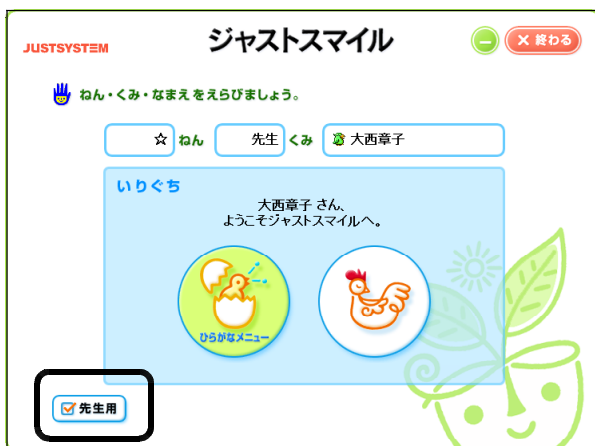 JUSTSYSTEM
ジャストスマイル
終わる
ねん・くみ・なまえをえらびましょう。
☆ ねん 先生 くみ 大西章子
いりぐち
大西章子 さん、
ようこそジャストスマイルへ。
ひらがなメニュー
先生用